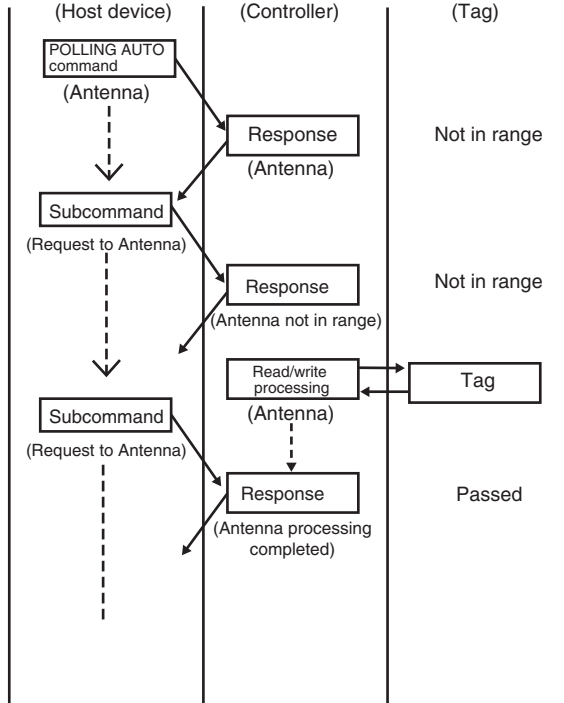 (Host device)
(Controller)
(Tag)
POLLING AUTO
command
(Antenna)
Response
(Antenna)
Not in range
Subcommand
(Request to Antenna)
Response
(Antenna not in range)
Not in range
Read/write
processing
(Antenna)
Tag
Subcommand
(Request to Antenna)
Response
(Antenna processing
completed)
Passed